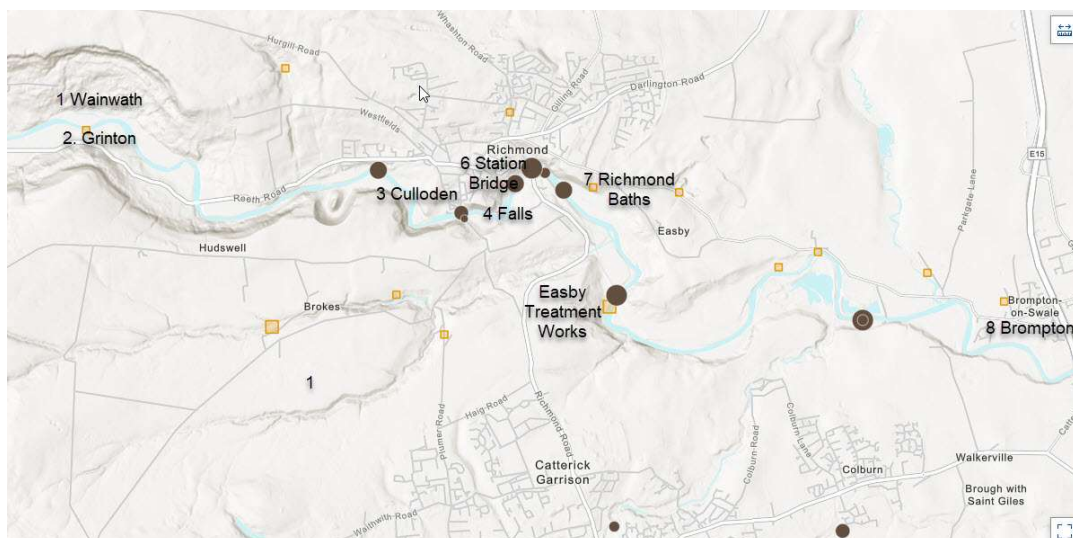 Hurgill Road
Whashton Road
Gilling Road
Darlington Road
1 Wainwath
2. Grinton
Westfields
Richmond
6 Station
Bridge
7 Richmond
Baths
Reeth Road
3 Culloden
4 Falls
Parkgate Lane
E15
Hudswell
Easby
Brokes
Easby
Treatment
Works
Brompton-
on-Swale
8 Brompton
1
Plumer Road
Haig Road
Richmond Road
Colburn Lane
Colburn Road
Catterick
Garrison
Colburn
Walkerville
Brough with
Saint Giles
Waithwith Road